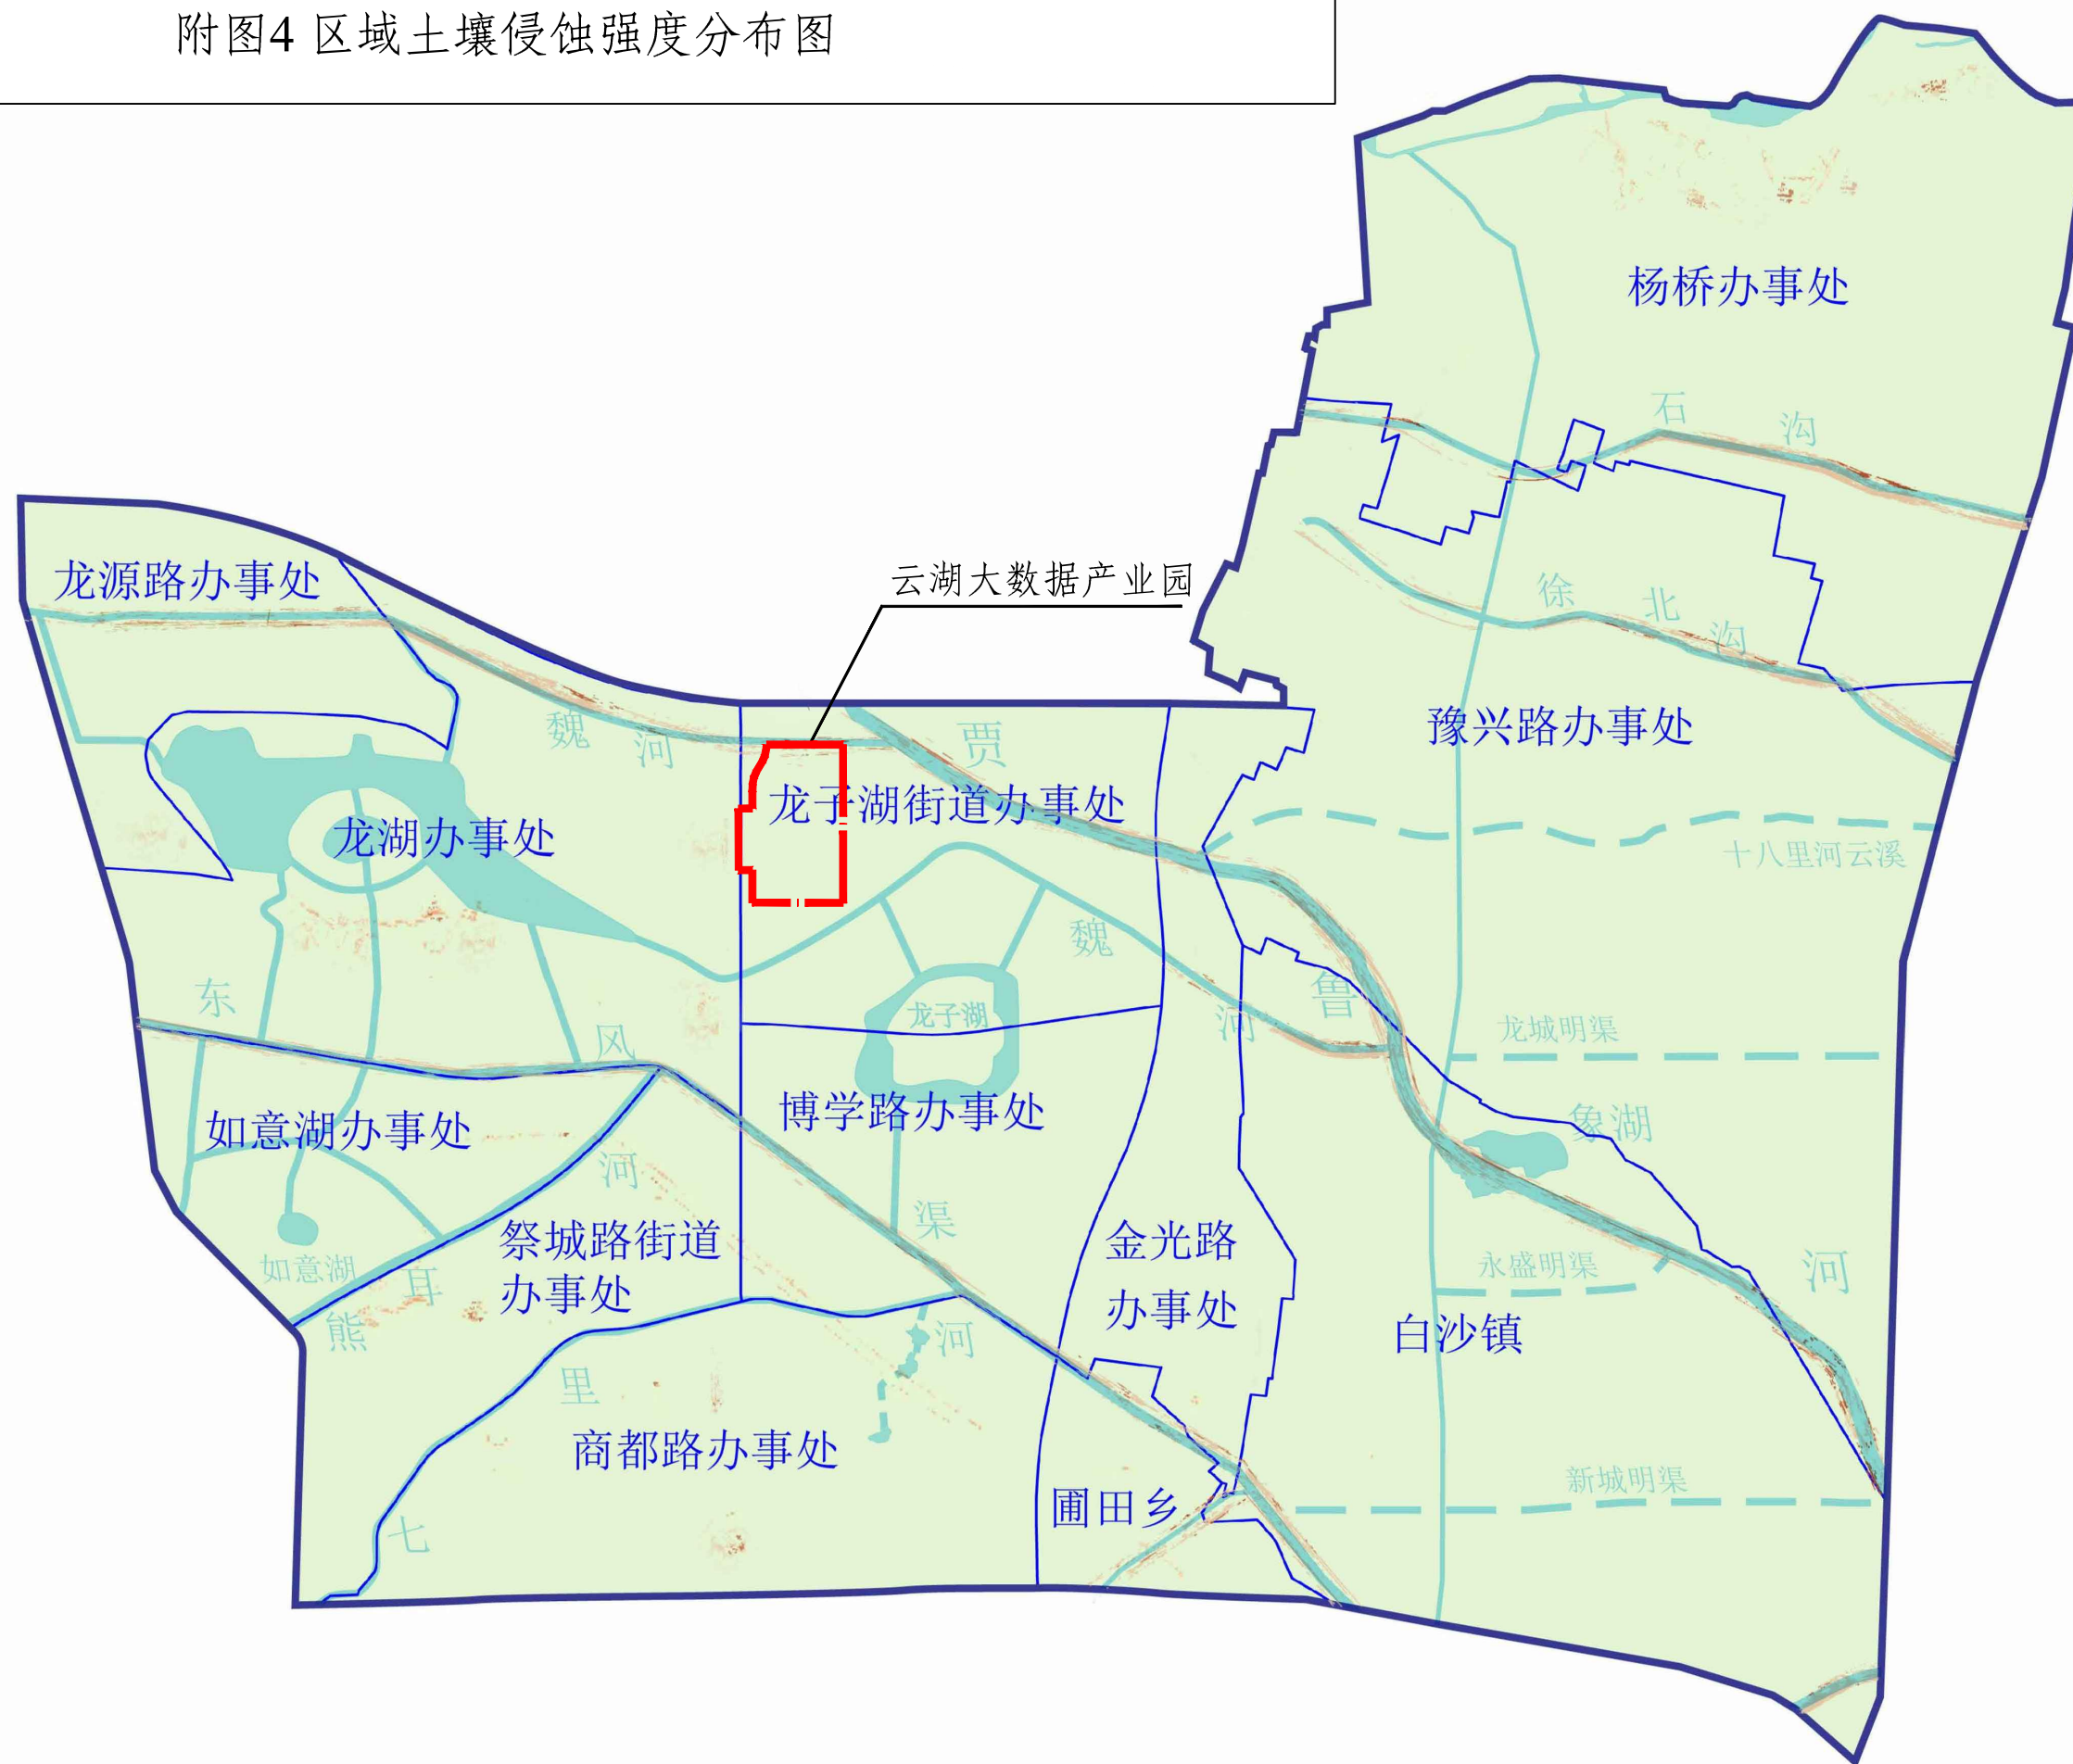 附图4 区域土壤侵蚀强度分布图
杨桥办事处
石
沟
云湖大数据产业园
龙源路办事处
徐
北
沟
魏
河
贾
豫兴路办事处
龙子湖街道办事处
龙湖办事处
十八里河云溪
魏
河
鲁
东
风
龙子湖
龙城明渠
如意湖办事处
博学路办事处
象湖
河
渠
祭城路街道
办事处
金光路
办事处
如意湖
耳
熊
永盛明渠
河
河
白沙镇
里
商都路办事处
新城明渠
圃田乡
七